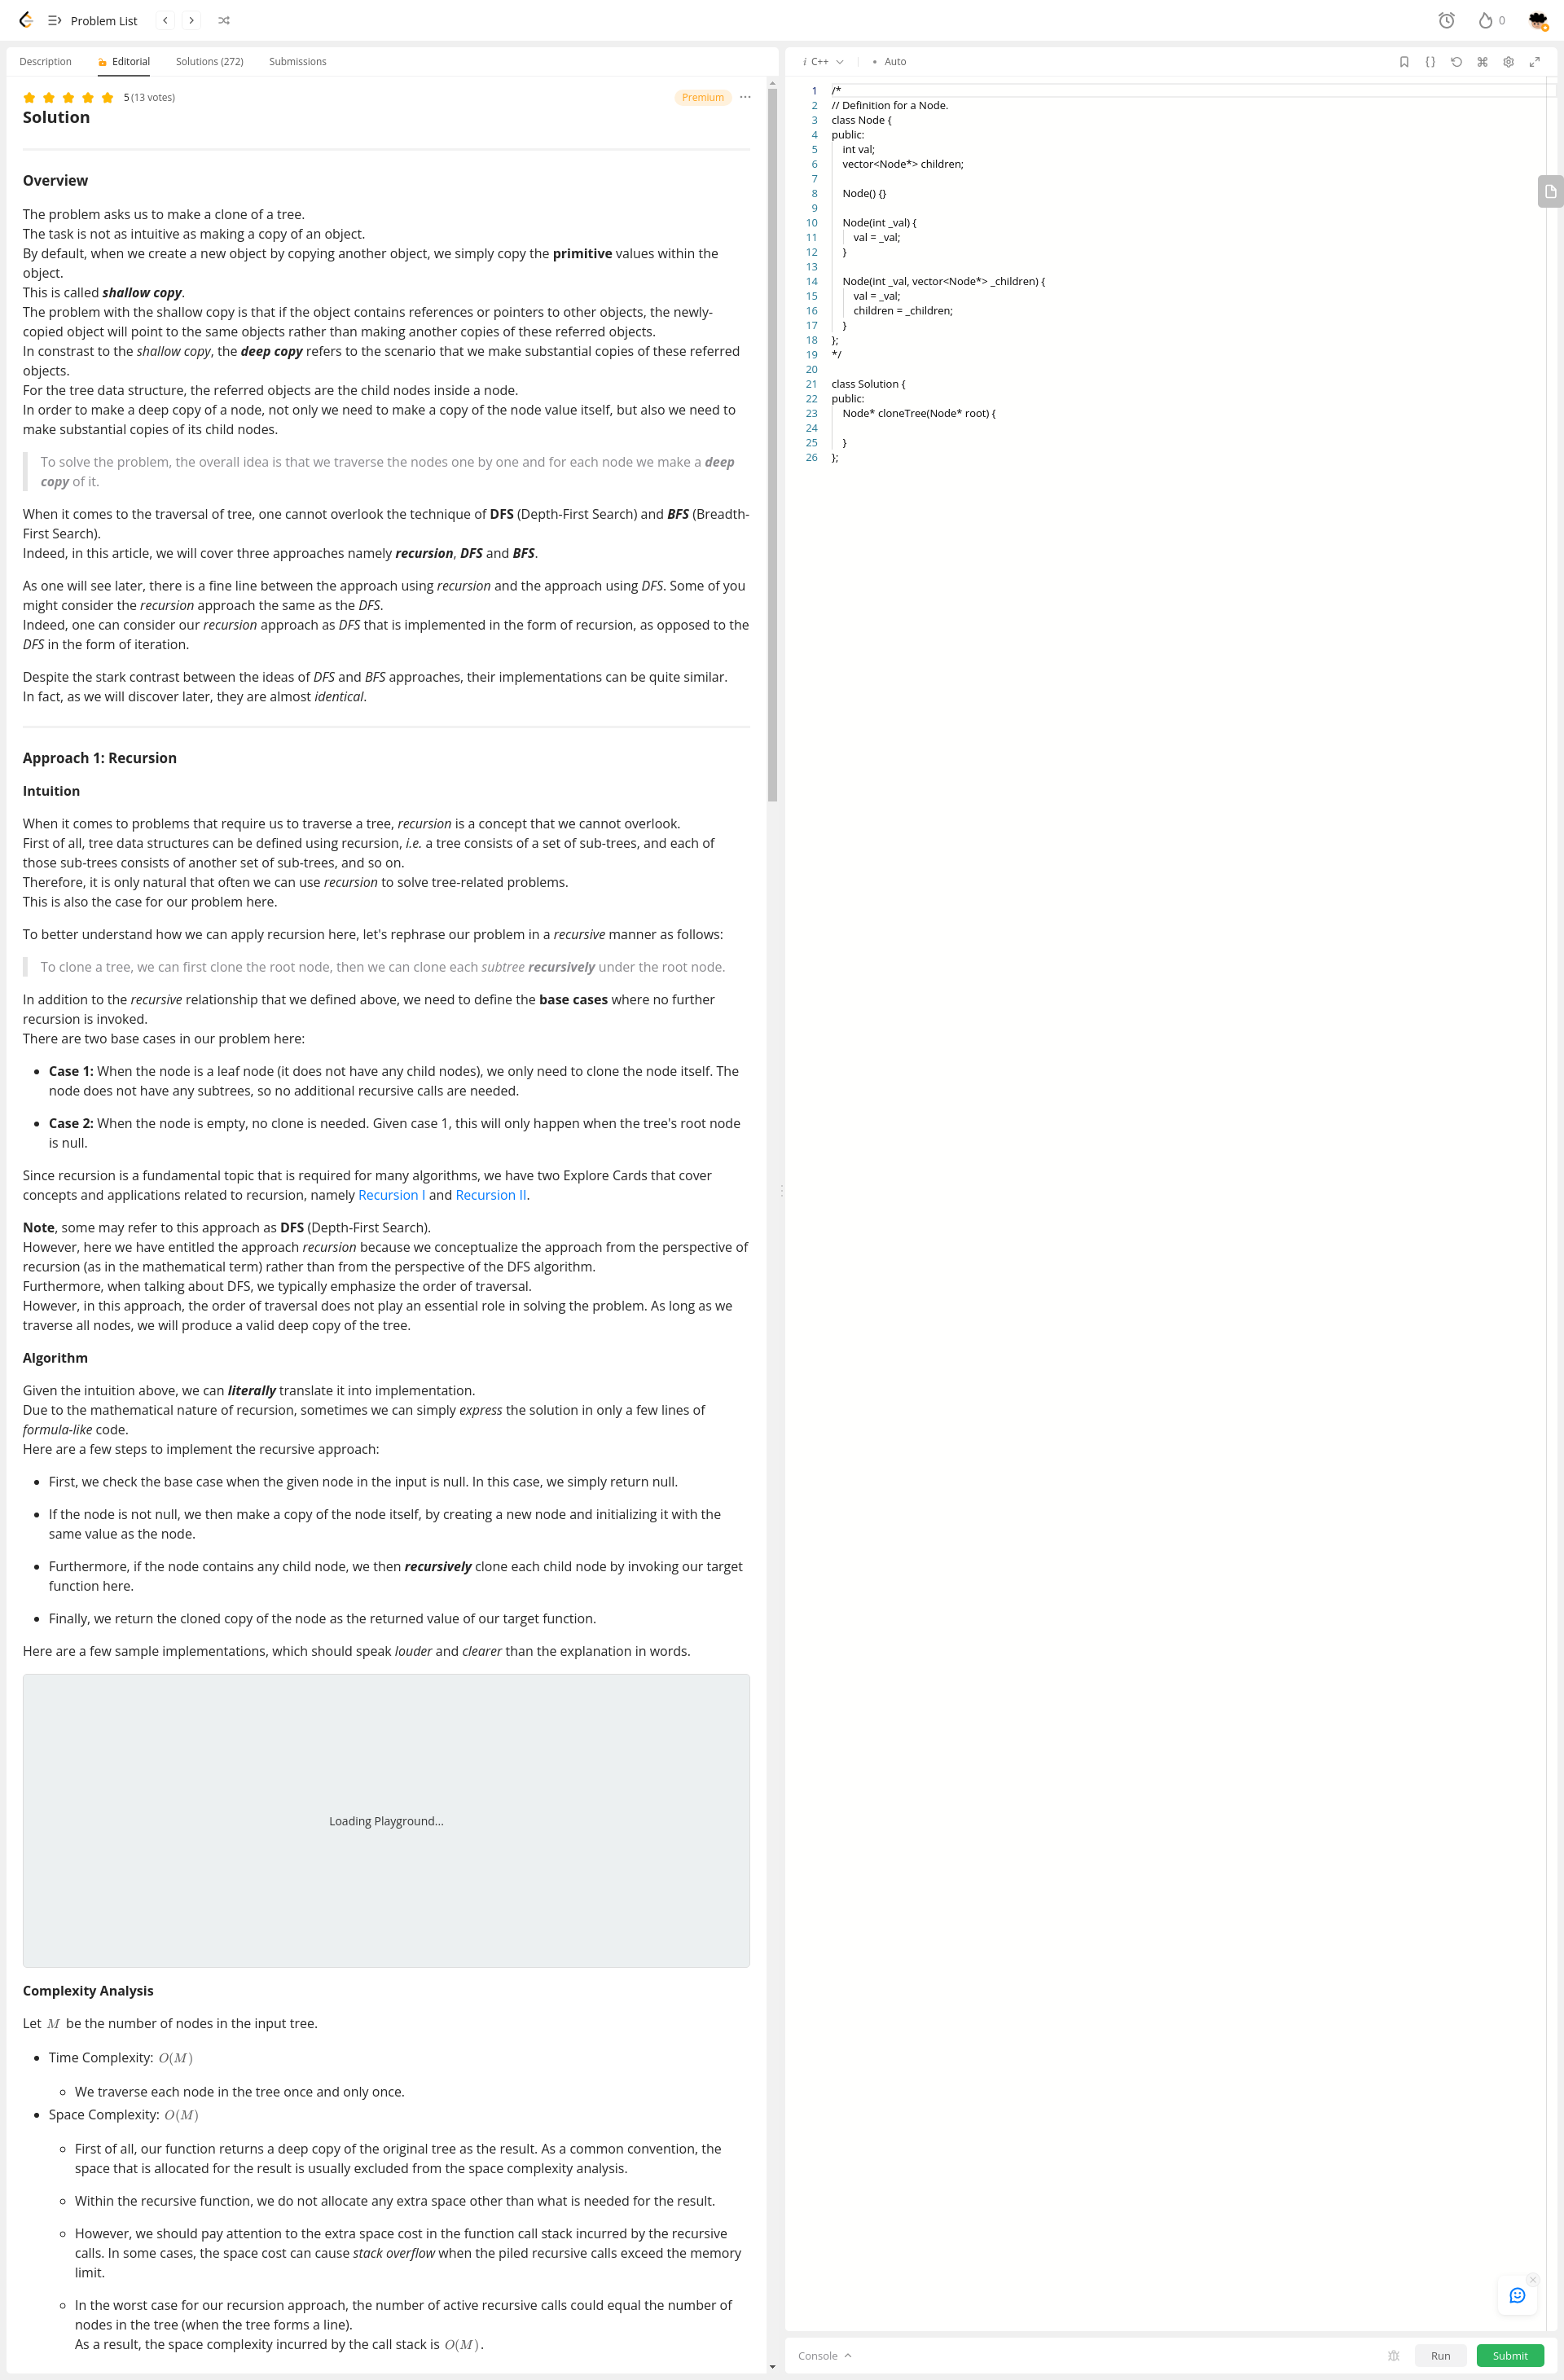 Problem List
0
Description
Editorial
Solutions (272)
Submissions
5 (13 votes)
Premium
Solution
Overview
The problem asks us to make a clone of a tree.
The task is not as intuitive as making a copy of an object.
By default, when we create a new object by copying another object, we simply copy the primitive values within the
object.
This is called shallow copy.
The problem with the shallow copy is that if the object contains references or pointers to other objects, the newly-
copied object will point to the same objects rather than making another copies of these referred objects.
In constrast to the shallow copy, the deep copy refers to the scenario that we make substantial copies of these referred
objects.
For the tree data structure, the referred objects are the child nodes inside a node.
In order to make a deep copy of a node, not only we need to make a copy of the node value itself, but also we need to
make substantial copies of its child nodes.
To solve the problem, the overall idea is that we traverse the nodes one by one and for each node we make a deep
copy of it.
When it comes to the traversal of tree, one cannot overlook the technique of DFS (Depth-First Search) and BFS (Breadth-
First Search).
Indeed, in this article, we will cover three approaches namely recursion, DFS and BFS.
As one will see later, there is a fine line between the approach using recursion and the approach using DFS. Some of you
might consider the recursion approach the same as the DFS.
Indeed, one can consider our recursion approach as DFS that is implemented in the form of recursion, as opposed to the
DFS in the form of iteration.
Despite the stark contrast between the ideas of DFS and BFS approaches, their implementations can be quite similar.
In fact, as we will discover later, they are almost identical.
Approach 1: Recursion
Intuition
When it comes to problems that require us to traverse a tree, recursion is a concept that we cannot overlook.
First of all, tree data structures can be defined using recursion, i.e. a tree consists of a set of sub-trees, and each of
those sub-trees consists of another set of sub-trees, and so on.
Therefore, it is only natural that often we can use recursion to solve tree-related problems.
This is also the case for our problem here.
To better understand how we can apply recursion here, let's rephrase our problem in a recursive manner as follows:
To clone a tree, we can first clone the root node, then we can clone each subtree recursively under the root node.
In addition to the recursive relationship that we defined above, we need to define the base cases where no further
recursion is invoked.
There are two base cases in our problem here:
• Case 1: When the node is a leaf node (it does not have any child nodes), we only need to clone the node itself. The
node does not have any subtrees, so no additional recursive calls are needed.
• Case 2: When the node is empty, no clone is needed. Given case 1, this will only happen when the tree's root node
is null.
Since recursion is a fundamental topic that is required for many algorithms, we have two Explore Cards that cover
concepts and applications related to recursion, namely Recursion I and Recursion II.
Note, some may refer to this approach as DFS (Depth-First Search).
However, here we have entitled the approach recursion because we conceptualize the approach from the perspective of
recursion (as in the mathematical term) rather than from the perspective of the DFS algorithm.
Furthermore, when talking about DFS, we typically emphasize the order of traversal.
However, in this approach, the order of traversal does not play an essential role in solving the problem. As long as we
traverse all nodes, we will produce a valid deep copy of the tree.
Algorithm
Given the intuition above, we can literally translate it into implementation.
Due to the mathematical nature of recursion, sometimes we can simply express the solution in only a few lines of
formula-like code.
Here are a few steps to implement the recursive approach:
• First, we check the base case when the given node in the input is null. In this case, we simply return null.
• If the node is not null, we then make a copy of the node itself, by creating a new node and initializing it with the
same value as the node.
• Furthermore, if the node contains any child node, we then recursively clone each child node by invoking our target
function here.
• Finally, we return the cloned copy of the node as the returned value of our target function.
Here are a few sample implementations, which should speak louder and clearer than the explanation in words.
Loading Playground...
Complexity Analysis
Let M be the number of nodes in the input tree.
• Time Complexity: O(M)
◦ We traverse each node in the tree once and only once.
• Space Complexity: O(M)
◦ First of all, our function returns a deep copy of the original tree as the result. As a common convention, the
space that is allocated for the result is usually excluded from the space complexity analysis.
◦ Within the recursive function, we do not allocate any extra space other than what is needed for the result.
◦ However, we should pay attention to the extra space cost in the function call stack incurred by the recursive
calls. In some cases, the space cost can cause stack overflow when the piled recursive calls exceed the memory
limit.
◦ In the worst case for our recursion approach, the number of active recursive calls could equal the number of
nodes in the tree (when the tree forms a line).
As a result, the space complexity incurred by the call stack is O(M).
i C++
• Auto
{}
1 /*
2 // Definition for a Node.
3 class Node {
4 public:
5 int val;
6 vector<Node*> children;
7
8 Node() {}
9
10 Node(int _val) {
11 val = _val;
12 }
13
14 Node(int _val, vector<Node*> _children) {
15 val = _val;
16 children = _children;
17 }
18 };
19 */
20
21 class Solution {
22 public:
23 Node* cloneTree(Node* root) {
24
25 }
26 };
Console
Run
Submit